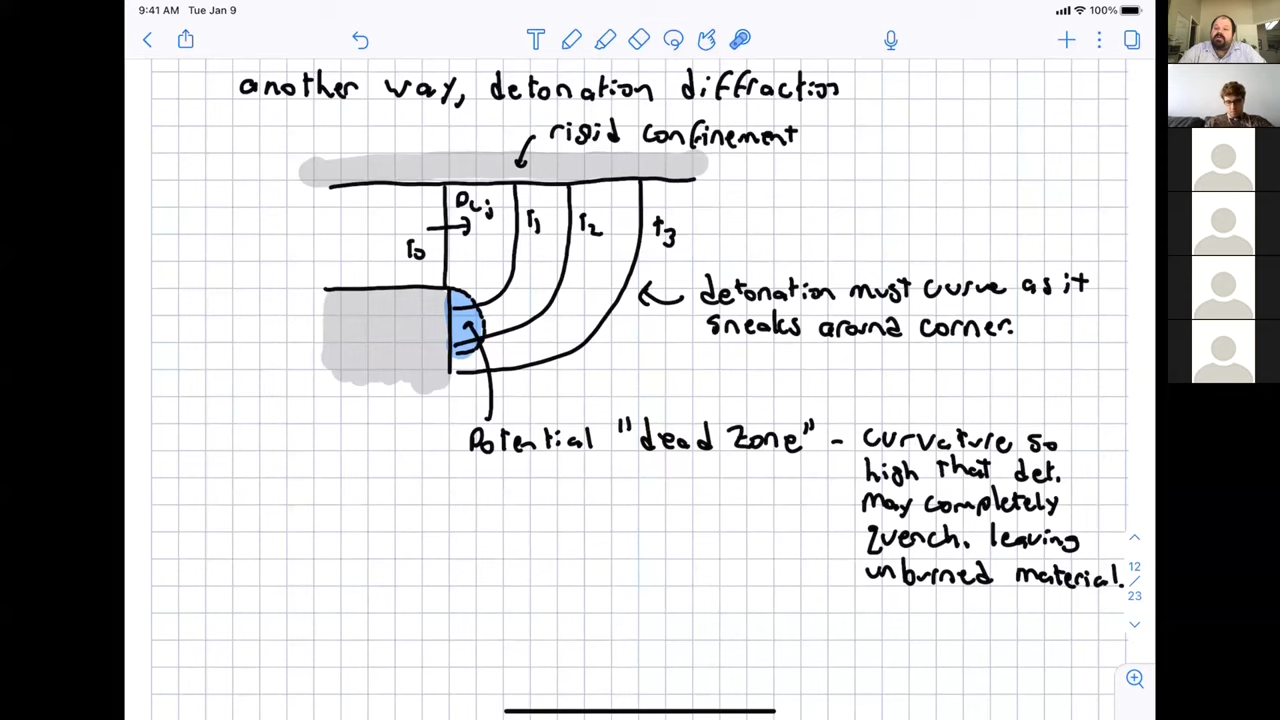 9:41 AM Tue Jan 9
100%
another way, detonation diffraction
rigid confinement
DCJ
t0
t1
t2
t3
detonation must curve as it
sneaks around corner.
Potential "dead zone" - curvature so
high that det.
may completely
quench, leaving
unburned material.
12
/
23